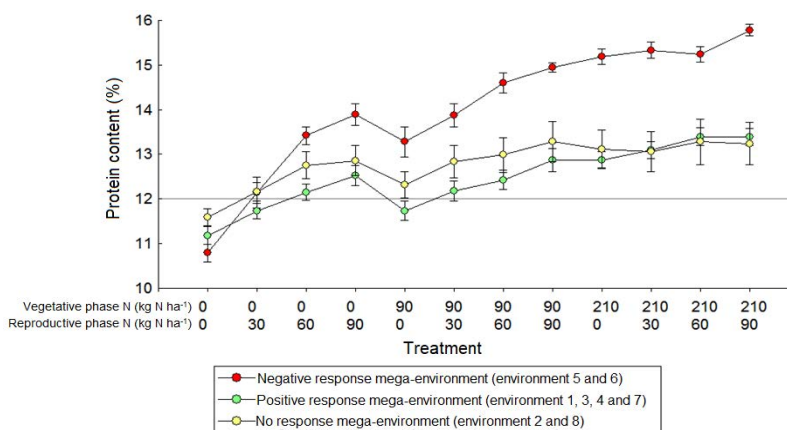 16
15
14
13
12
11
10
Protein content (%)
Vegetative phase N (kg N ha⁻¹) 0 0 0 0 90 90 90 90 210 210 210 210
Reproductive phase N (kg N ha⁻¹) 0 30 60 90 0 30 60 90 0 30 60 90
Treatment
Negative response mega-environment (environment 5 and 6)
Positive response mega-environment (environment 1, 3, 4 and 7)
No response mega-environment (environment 2 and 8)